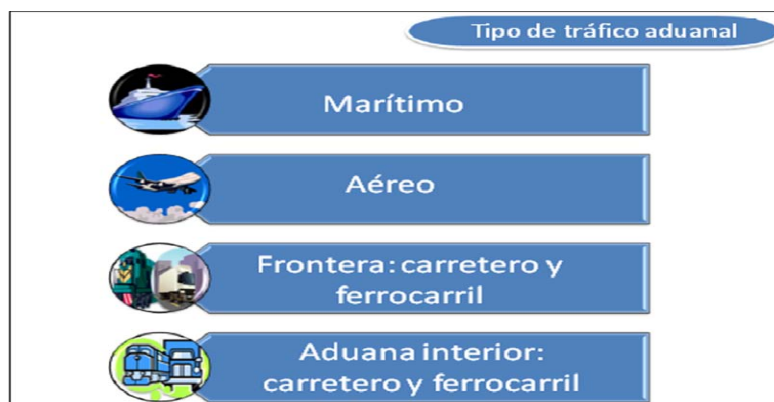 Tipo de tráfico aduanal
Marítimo
Aéreo
Frontera: carretero y
ferrocarril
Aduana interior:
carretero y ferrocarril